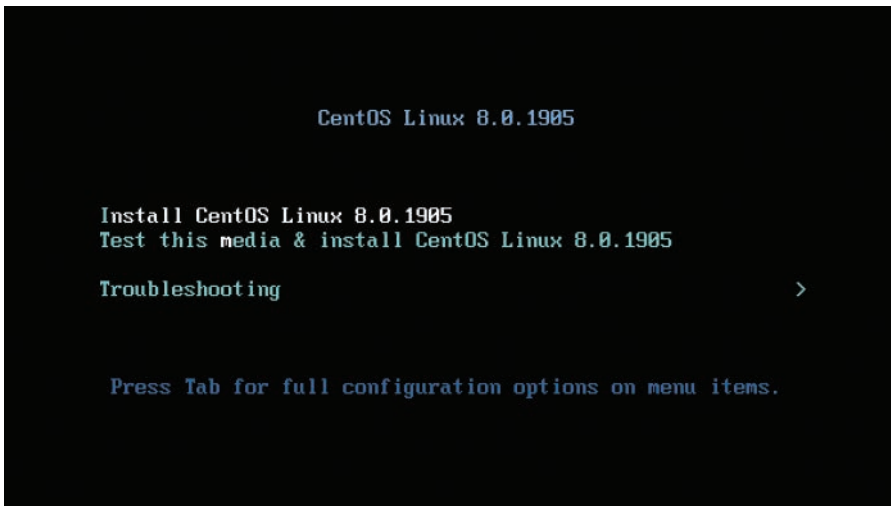 CentOS Linux 8.0.1905
Install CentOS Linux 8.0.1905
Test this media & install CentOS Linux 8.0.1905
Troubleshooting >
Press Tab for full configuration options on menu items.